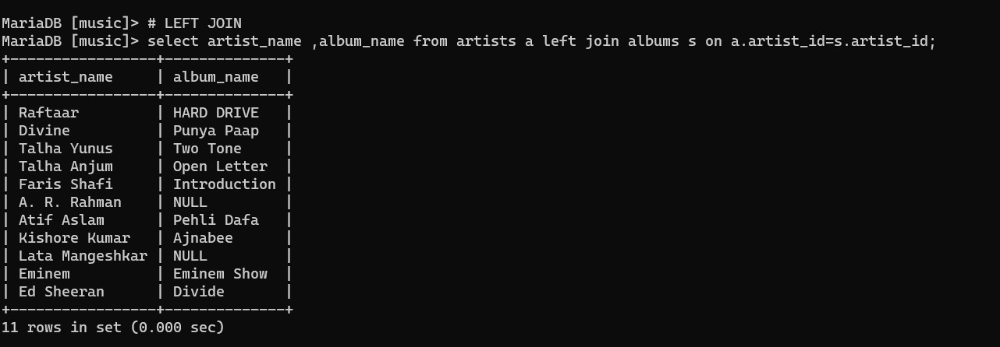 MariaDB [music]> # LEFT JOIN
MariaDB [music]> select artist_name ,album_name from artists a left join albums s on a.artist_id=s.artist_id;
+-----------------+--------------+
| artist_name     | album_name   |
+-----------------+--------------+
| Raftaar         | HARD DRIVE   |
| Divine          | Punya Paap   |
| Talha Yunus     | Two Tone     |
| Talha Anjum     | Open Letter  |
| Faris Shafi     | Introduction |
| A. R. Rahman    | NULL         |
| Atif Aslam      | Pehli Dafa   |
| Kishore Kumar   | Ajnabee      |
| Lata Mangeshkar | NULL         |
| Eminem          | Eminem Show  |
| Ed Sheeran      | Divide       |
+-----------------+--------------+
11 rows in set (0.000 sec)